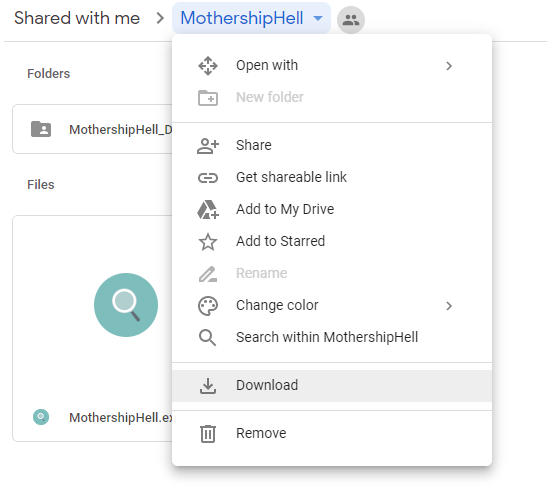 Shared with me > MothershipHell
Folders
MothershipHell_D
Files
MothershipHell.ex
Open with
New folder
Share
Get shareable link
Add to My Drive
Add to Starred
Rename
Change color
Search within MothershipHell
Download
Remove